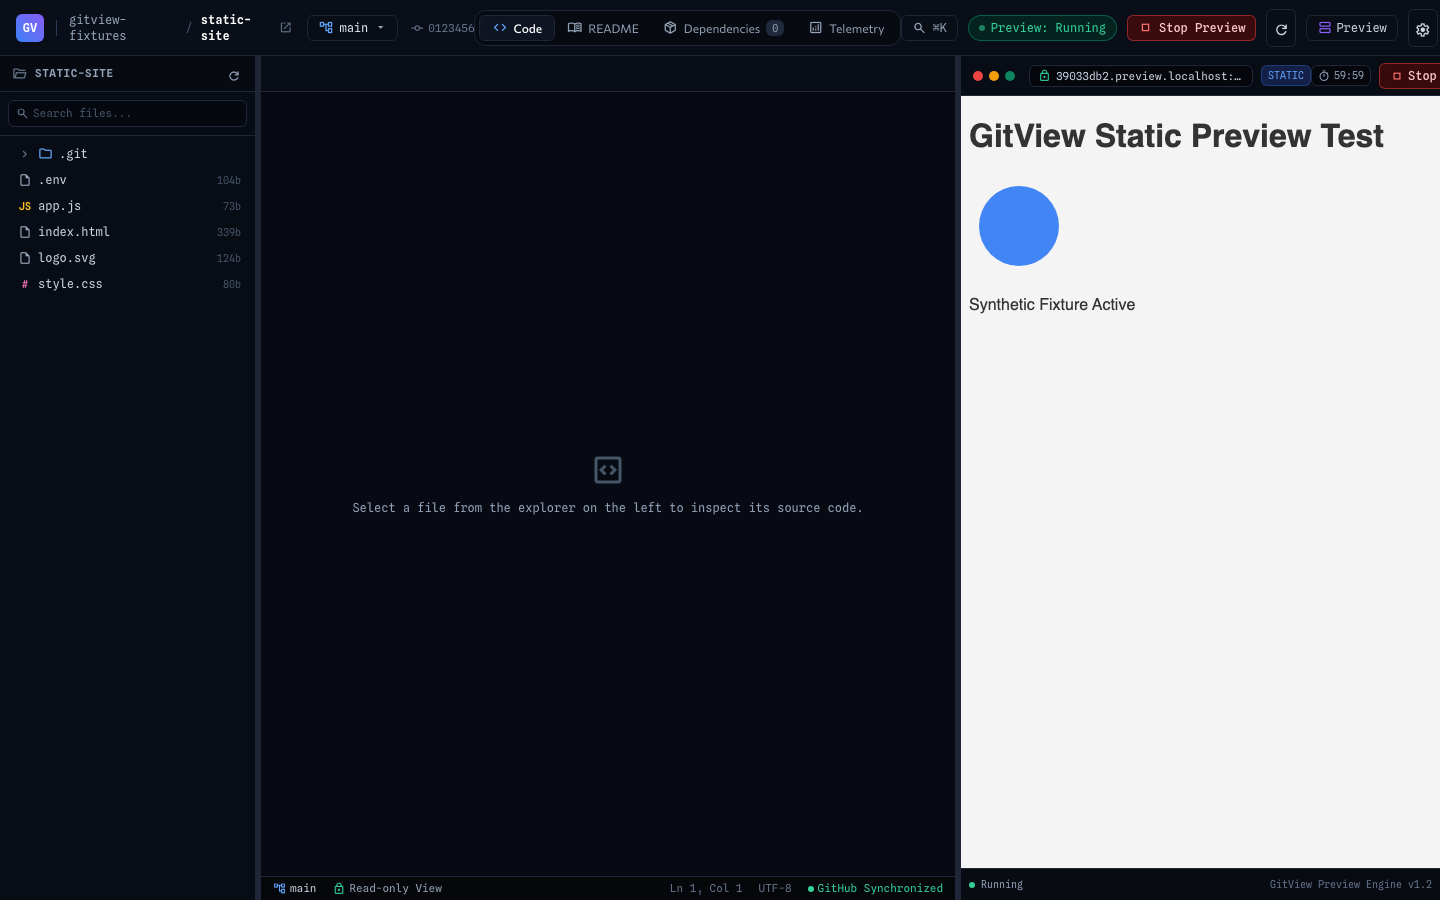 GV
gitview-fixtures / static-site
main
0123456
Code
README
Dependencies 0
Telemetry
⌘K
Preview: Running
Stop Preview
Preview
STATIC-SITE
Search files...
.git
.env 104b
JS app.js 73b
index.html 339b
logo.svg 124b
# style.css 80b
Select a file from the explorer on the left to inspect its source code.
main
Read-only View
Ln 1, Col 1
UTF-8
GitHub Synchronized
39033db2.preview.localhost:…
STATIC
59:59
Stop
GitView Static Preview Test
Synthetic Fixture Active
Running
GitView Preview Engine v1.2